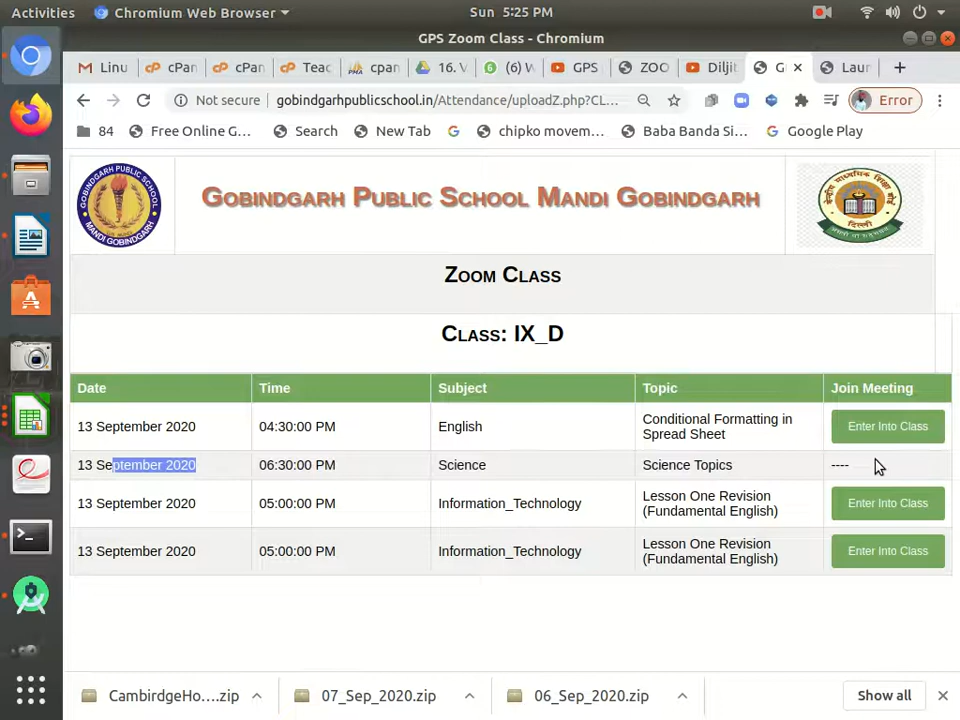 Activities
Chromium Web Browser
Sun 5:25 PM
GPS Zoom Class - Chromium
Linu
cPan
cPan
Teac
cpan
16. V
(6) W
GPS
ZOO
Diljit
G
Laur
Not secure
gobindgarhpublicschool.in/Attendance/uploadZ.php?CL...
Error
84
Free Online G...
Search
New Tab
chipko movem...
Baba Banda Si...
Google Play
GOBINDGARH PUBLIC SCHOOL MANDI GOBINDGARH
ZOOM CLASS
CLASS: IX_D
Date Time Subject Topic Join Meeting
13 September 2020 04:30:00 PM English Conditional Formatting in Spread Sheet Enter Into Class
13 September 2020 06:30:00 PM Science Science Topics ----
13 September 2020 05:00:00 PM Information_Technology Lesson One Revision (Fundamental English) Enter Into Class
13 September 2020 05:00:00 PM Information_Technology Lesson One Revision (Fundamental English) Enter Into Class
CambirdgeHo....zip
07_Sep_2020.zip
06_Sep_2020.zip
Show all